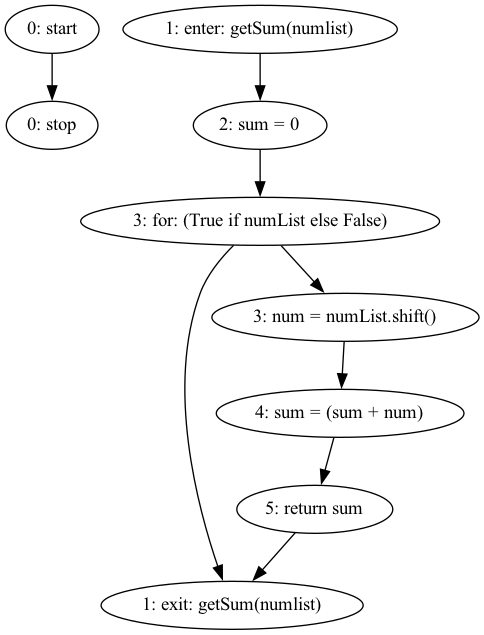 0: start
1: enter: getSum(numlist)
0: stop
2: sum = 0
3: for: (True if numList else False)
3: num = numList.shift()
4: sum = (sum + num)
5: return sum
1: exit: getSum(numlist)